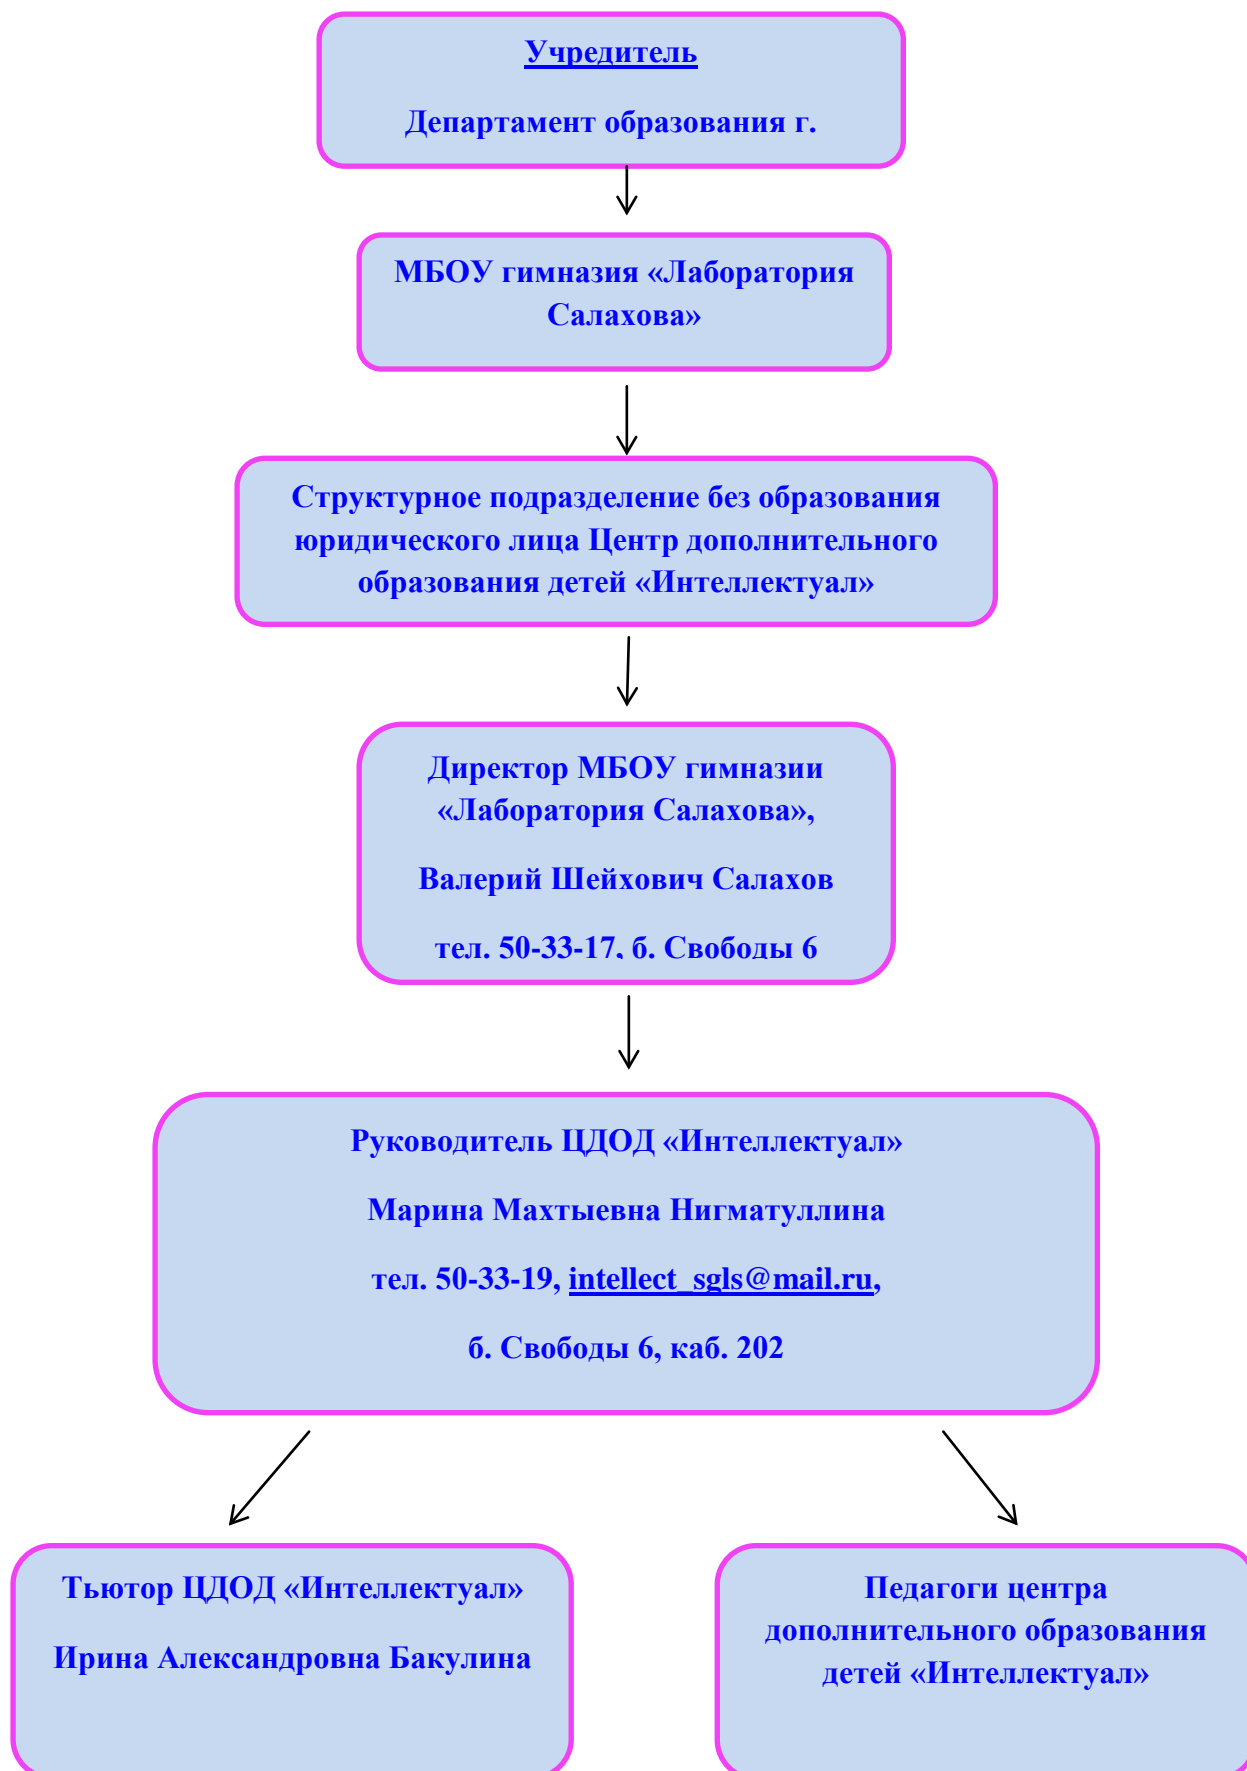 Учредитель
Департамент образования г.
МБОУ гимназия «Лаборатория
Салахова»
Структурное подразделение без образования
юридического лица Центр дополнительного
образования детей «Интеллектуал»
Директор МБОУ гимназии
«Лаборатория Салахова»,
Валерий Шейхович Салахов
тел. 50-33-17, б. Свободы 6
Руководитель ЦДОД «Интеллектуал»
Марина Махтыевна Нигматуллина
тел. 50-33-19, intellect_sgls@mail.ru,
б. Свободы 6, каб. 202
Тьютор ЦДОД «Интеллектуал»
Ирина Александровна Бакулина
Педагоги центра
дополнительного образования
детей «Интеллектуал»